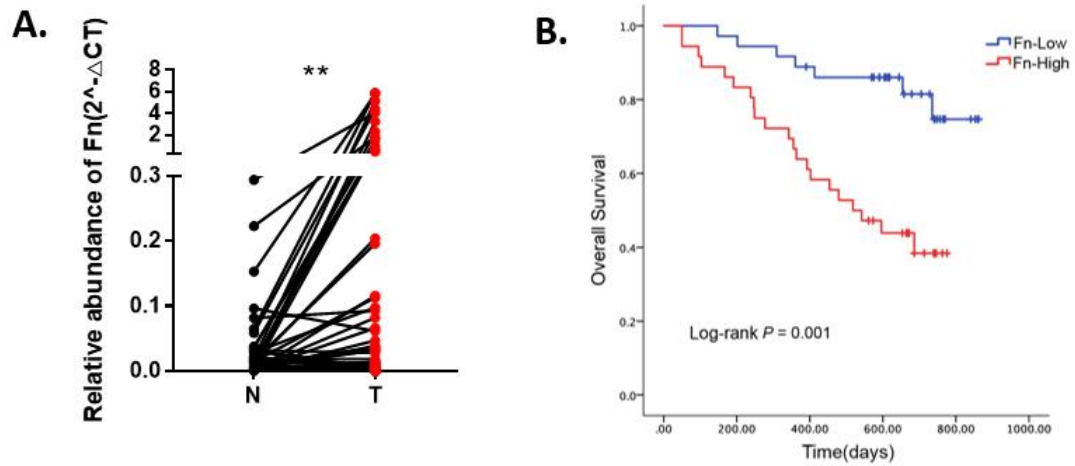 A.
Relative abundance of Fn(2^-△CT)
**
8
6
4
2
0.3
0.2
0.1
0.0
N
T
B.
Overall Survival
1.0
0.8
0.6
0.4
0.2
0.0
Fn-Low
Fn-High
Log-rank P = 0.001
.00 200.00 400.00 600.00 800.00 1000.00
Time(days)